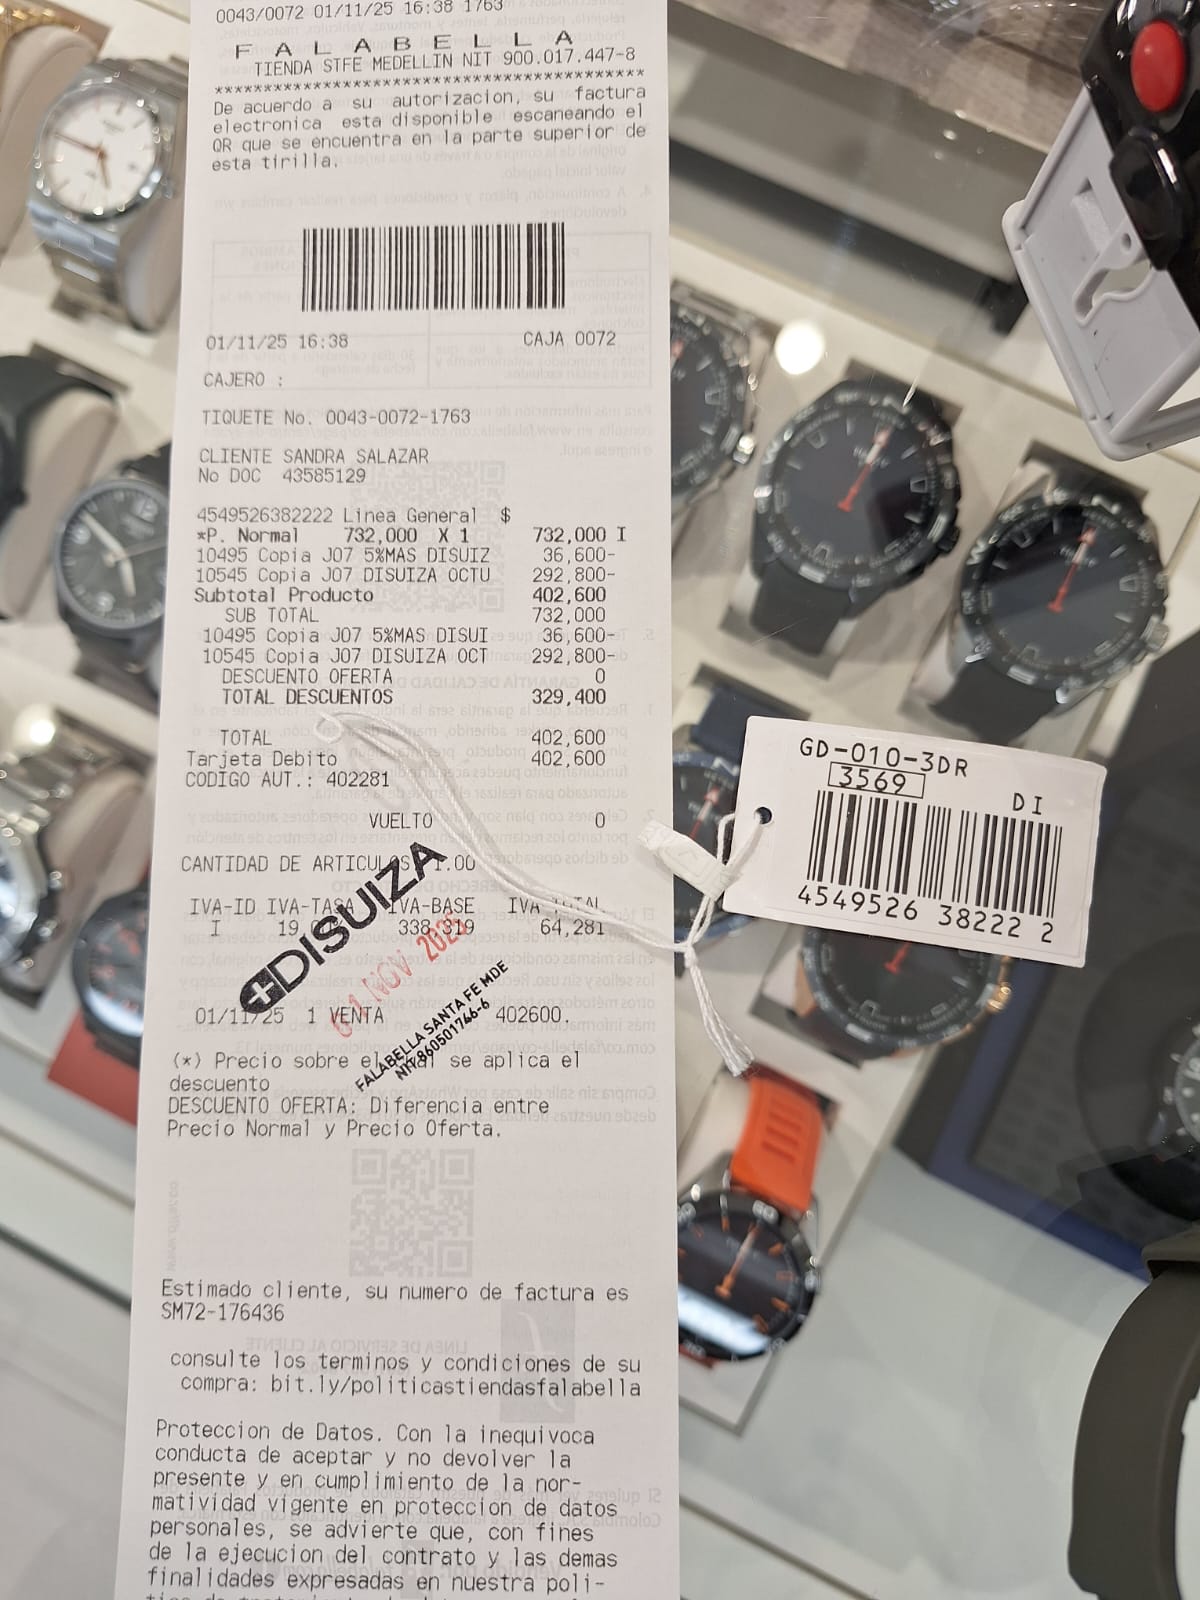 0043/0072 01/11/25 16:38 1763
F A L A B E L L A
TIENDA STFE MEDELLIN NIT 900.017.447-8
******************************************
De acuerdo a su autorizacion, su factura
electronica esta disponible escaneando el
QR que se encuentra en la parte superior de
esta tirilla.
01/11/25 16:38 CAJA 0072
CAJERO :
TIQUETE No. 0043-0072-1763
CLIENTE SANDRA SALAZAR
No DOC 43585129
4549526382222 Linea General $
*P. Normal 732,000 X 1 732,000 I
10495 Copia J07 5%MAS DISUIZ 36,600-
10545 Copia J07 DISUIZA OCTU 292,800-
Subtotal Producto 402,600
SUB TOTAL 732,000
10495 Copia J07 5%MAS DISUI 36,600-
10545 Copia J07 DISUIZA OCT 292,800-
DESCUENTO OFERTA 0
TOTAL DESCUENTOS 329,400
TOTAL 402,600
Tarjeta Debito 402,600
CODIGO AUT.: 402281
VUELTO 0
CANTIDAD DE ARTICULOS 1.00
IVA-ID IVA-TASA IVA-BASE IVA-TOTAL
I 19, 338,319 64,281
DISUIZA
01 NOV 2025
FALABELLA SANTA FE MDE
NIT.860501746-6
01/11/25 1 VENTA 402600.
(*) Precio sobre el cual se aplica el
descuento
DESCUENTO OFERTA: Diferencia entre
Precio Normal y Precio Oferta.
Estimado cliente, su numero de factura es
SM72-176436
consulte los terminos y condiciones de su
compra: bit.ly/politicastiendasfalabella
Proteccion de Datos. Con la inequivoca
conducta de aceptar y no devolver la
presente y en cumplimiento de la nor-
matividad vigente en proteccion de datos
personales, se advierte que, con fines
de la ejecucion del contrato y las demas
finalidades expresadas en nuestra poli-
GD-010-3DR
3569
DI
4549526 38222 2